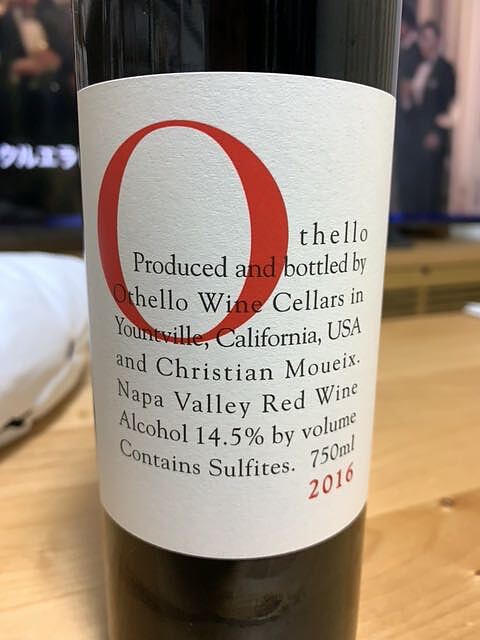 クルエラ
Othello
Produced and bottled by
Othello Wine Cellars in
Yountville, California, USA
and Christian Moueix.
Napa Valley Red Wine
Alcohol 14.5% by volume
Contains Sulfites. 750ml
2016